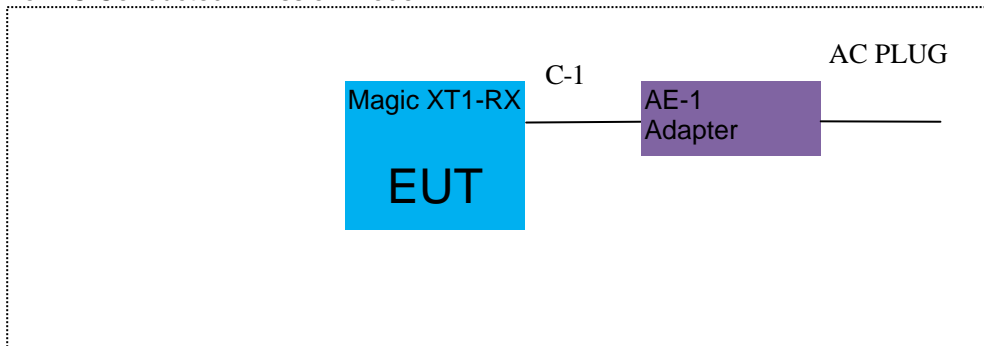 AC PLUG
C-1
Magic XT1-RX
AE-1
Adapter
EUT